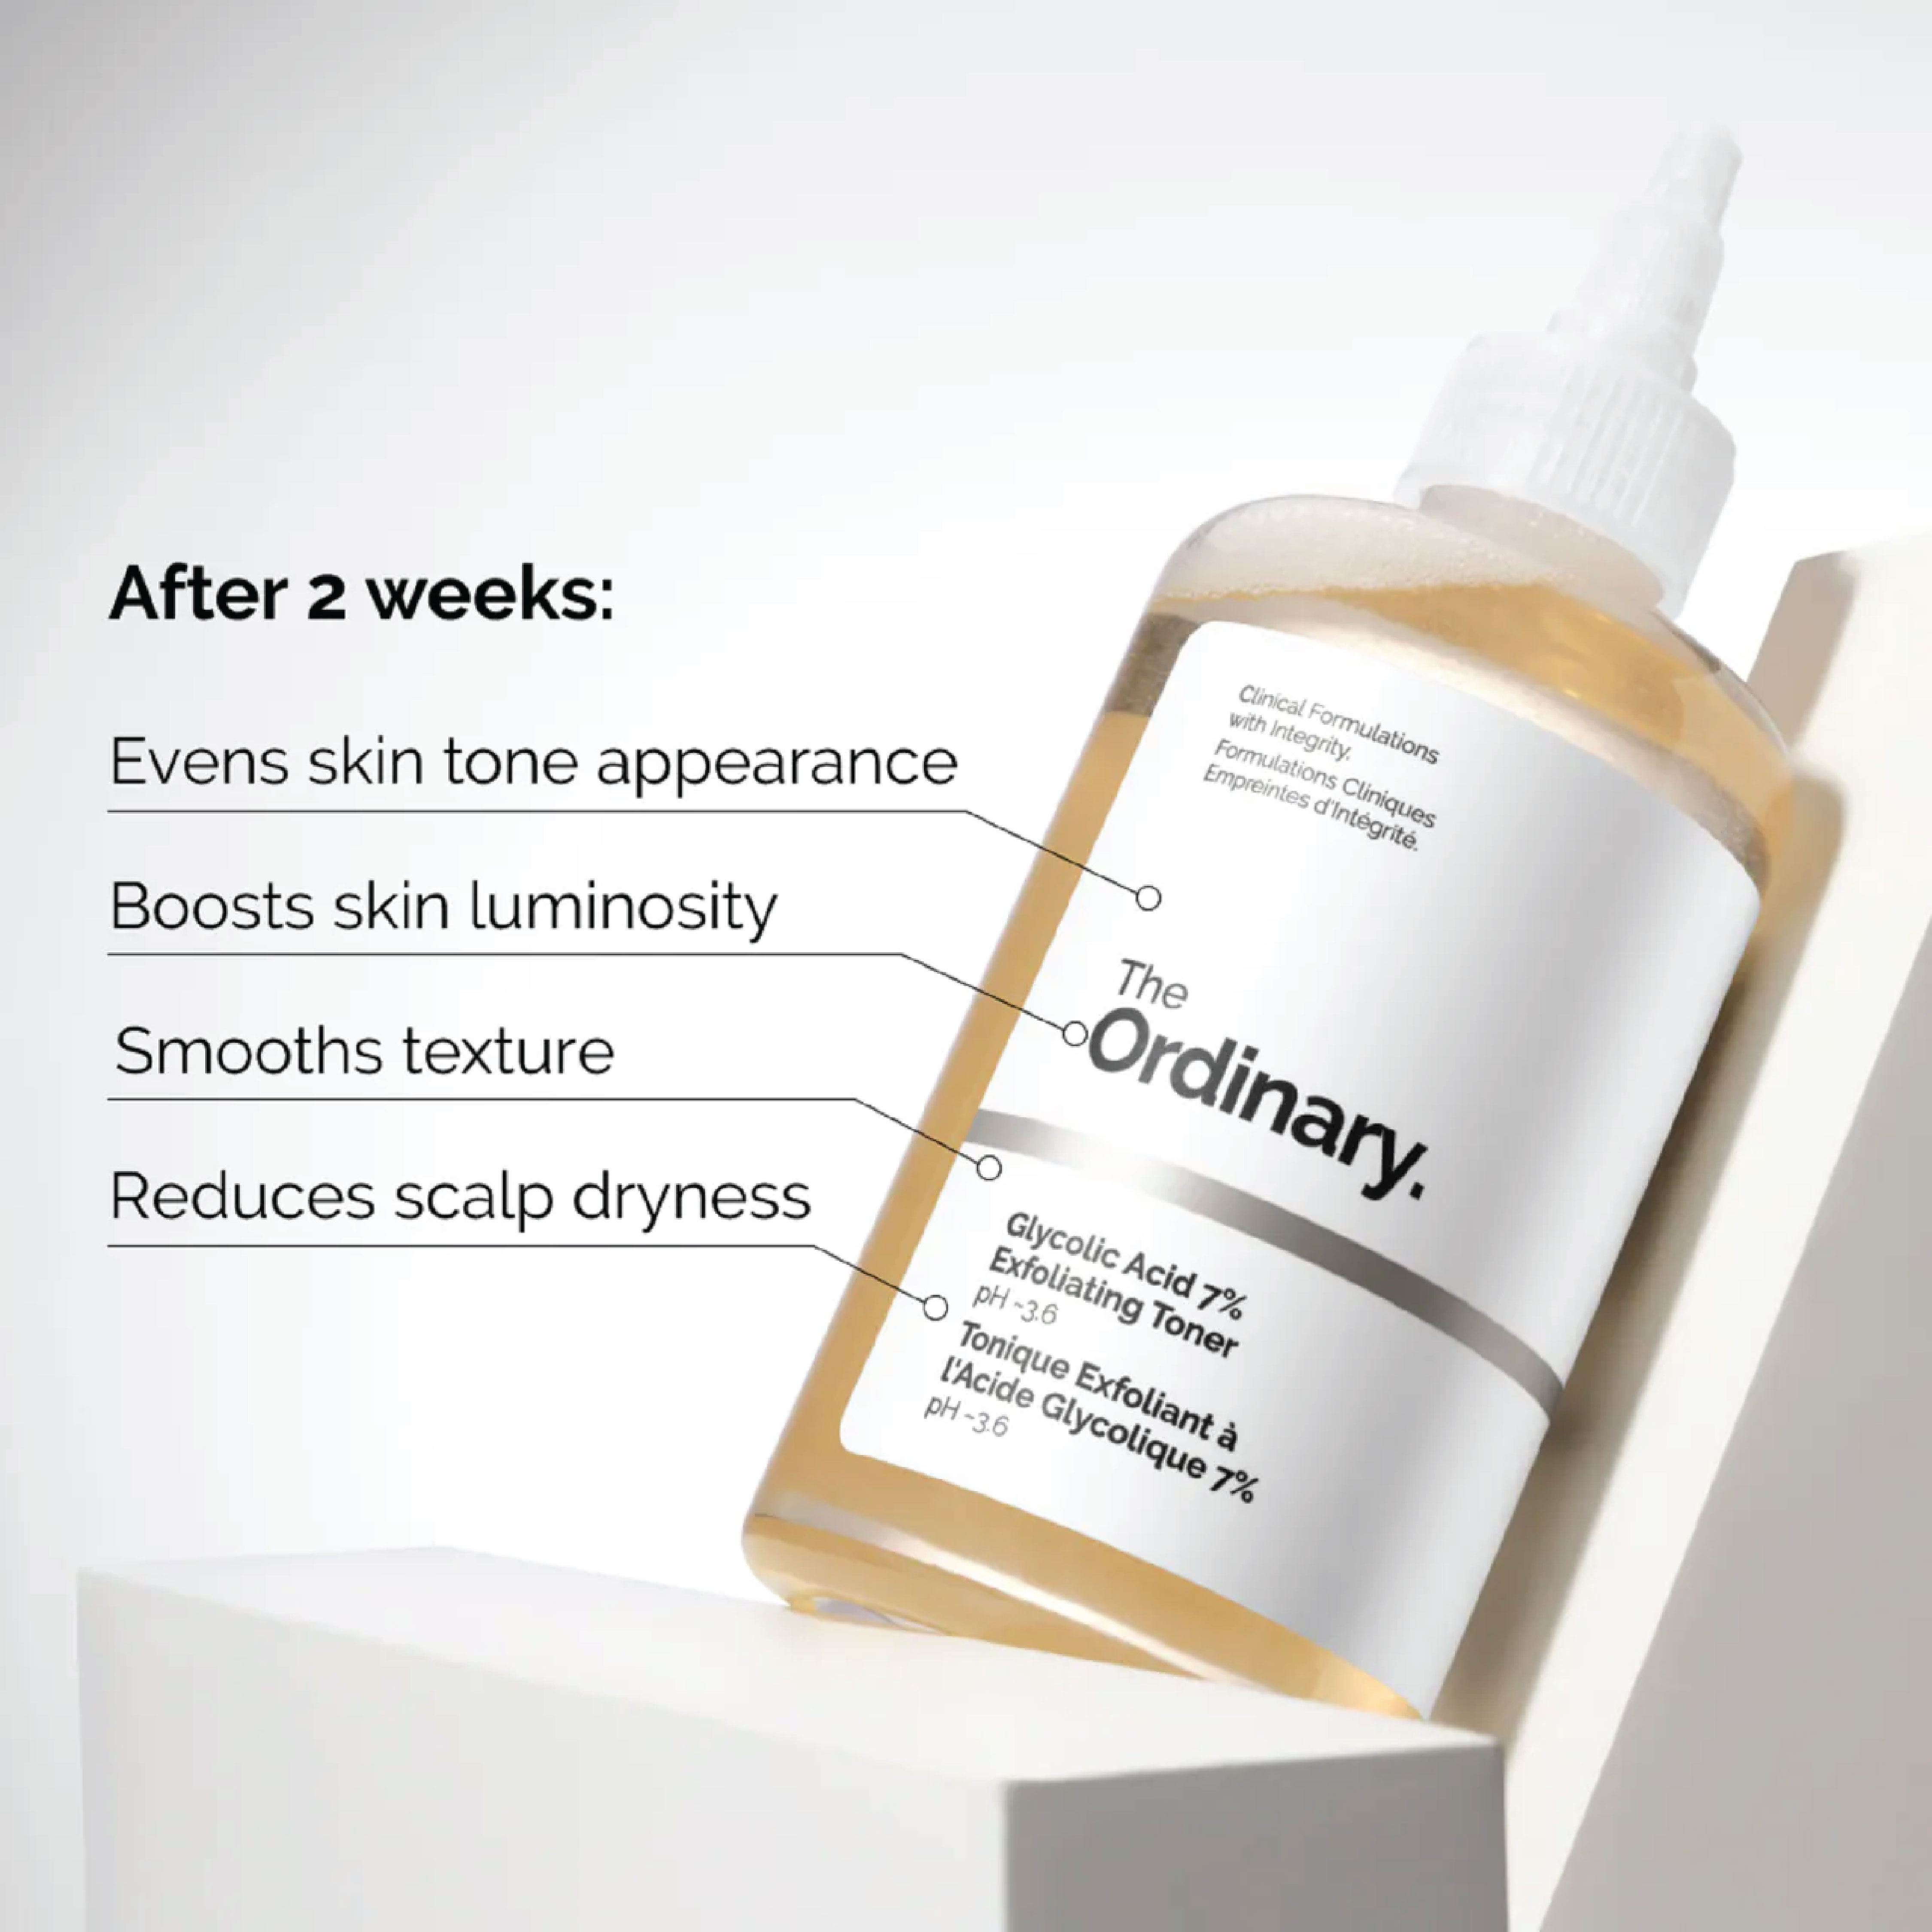 After 2 weeks:
Evens skin tone appearance
Boosts skin luminosity
Smooths texture
Reduces scalp dryness
Clinical Formulations
with Integrity.
Formulations Cliniques
Empreintes d'Intégrité.
The
Ordinary.
Glycolic Acid 7%
Exfoliating Toner
pH ~3.6
Tonique Exfoliant à
l'Acide Glycolique 7%
pH ~3.6